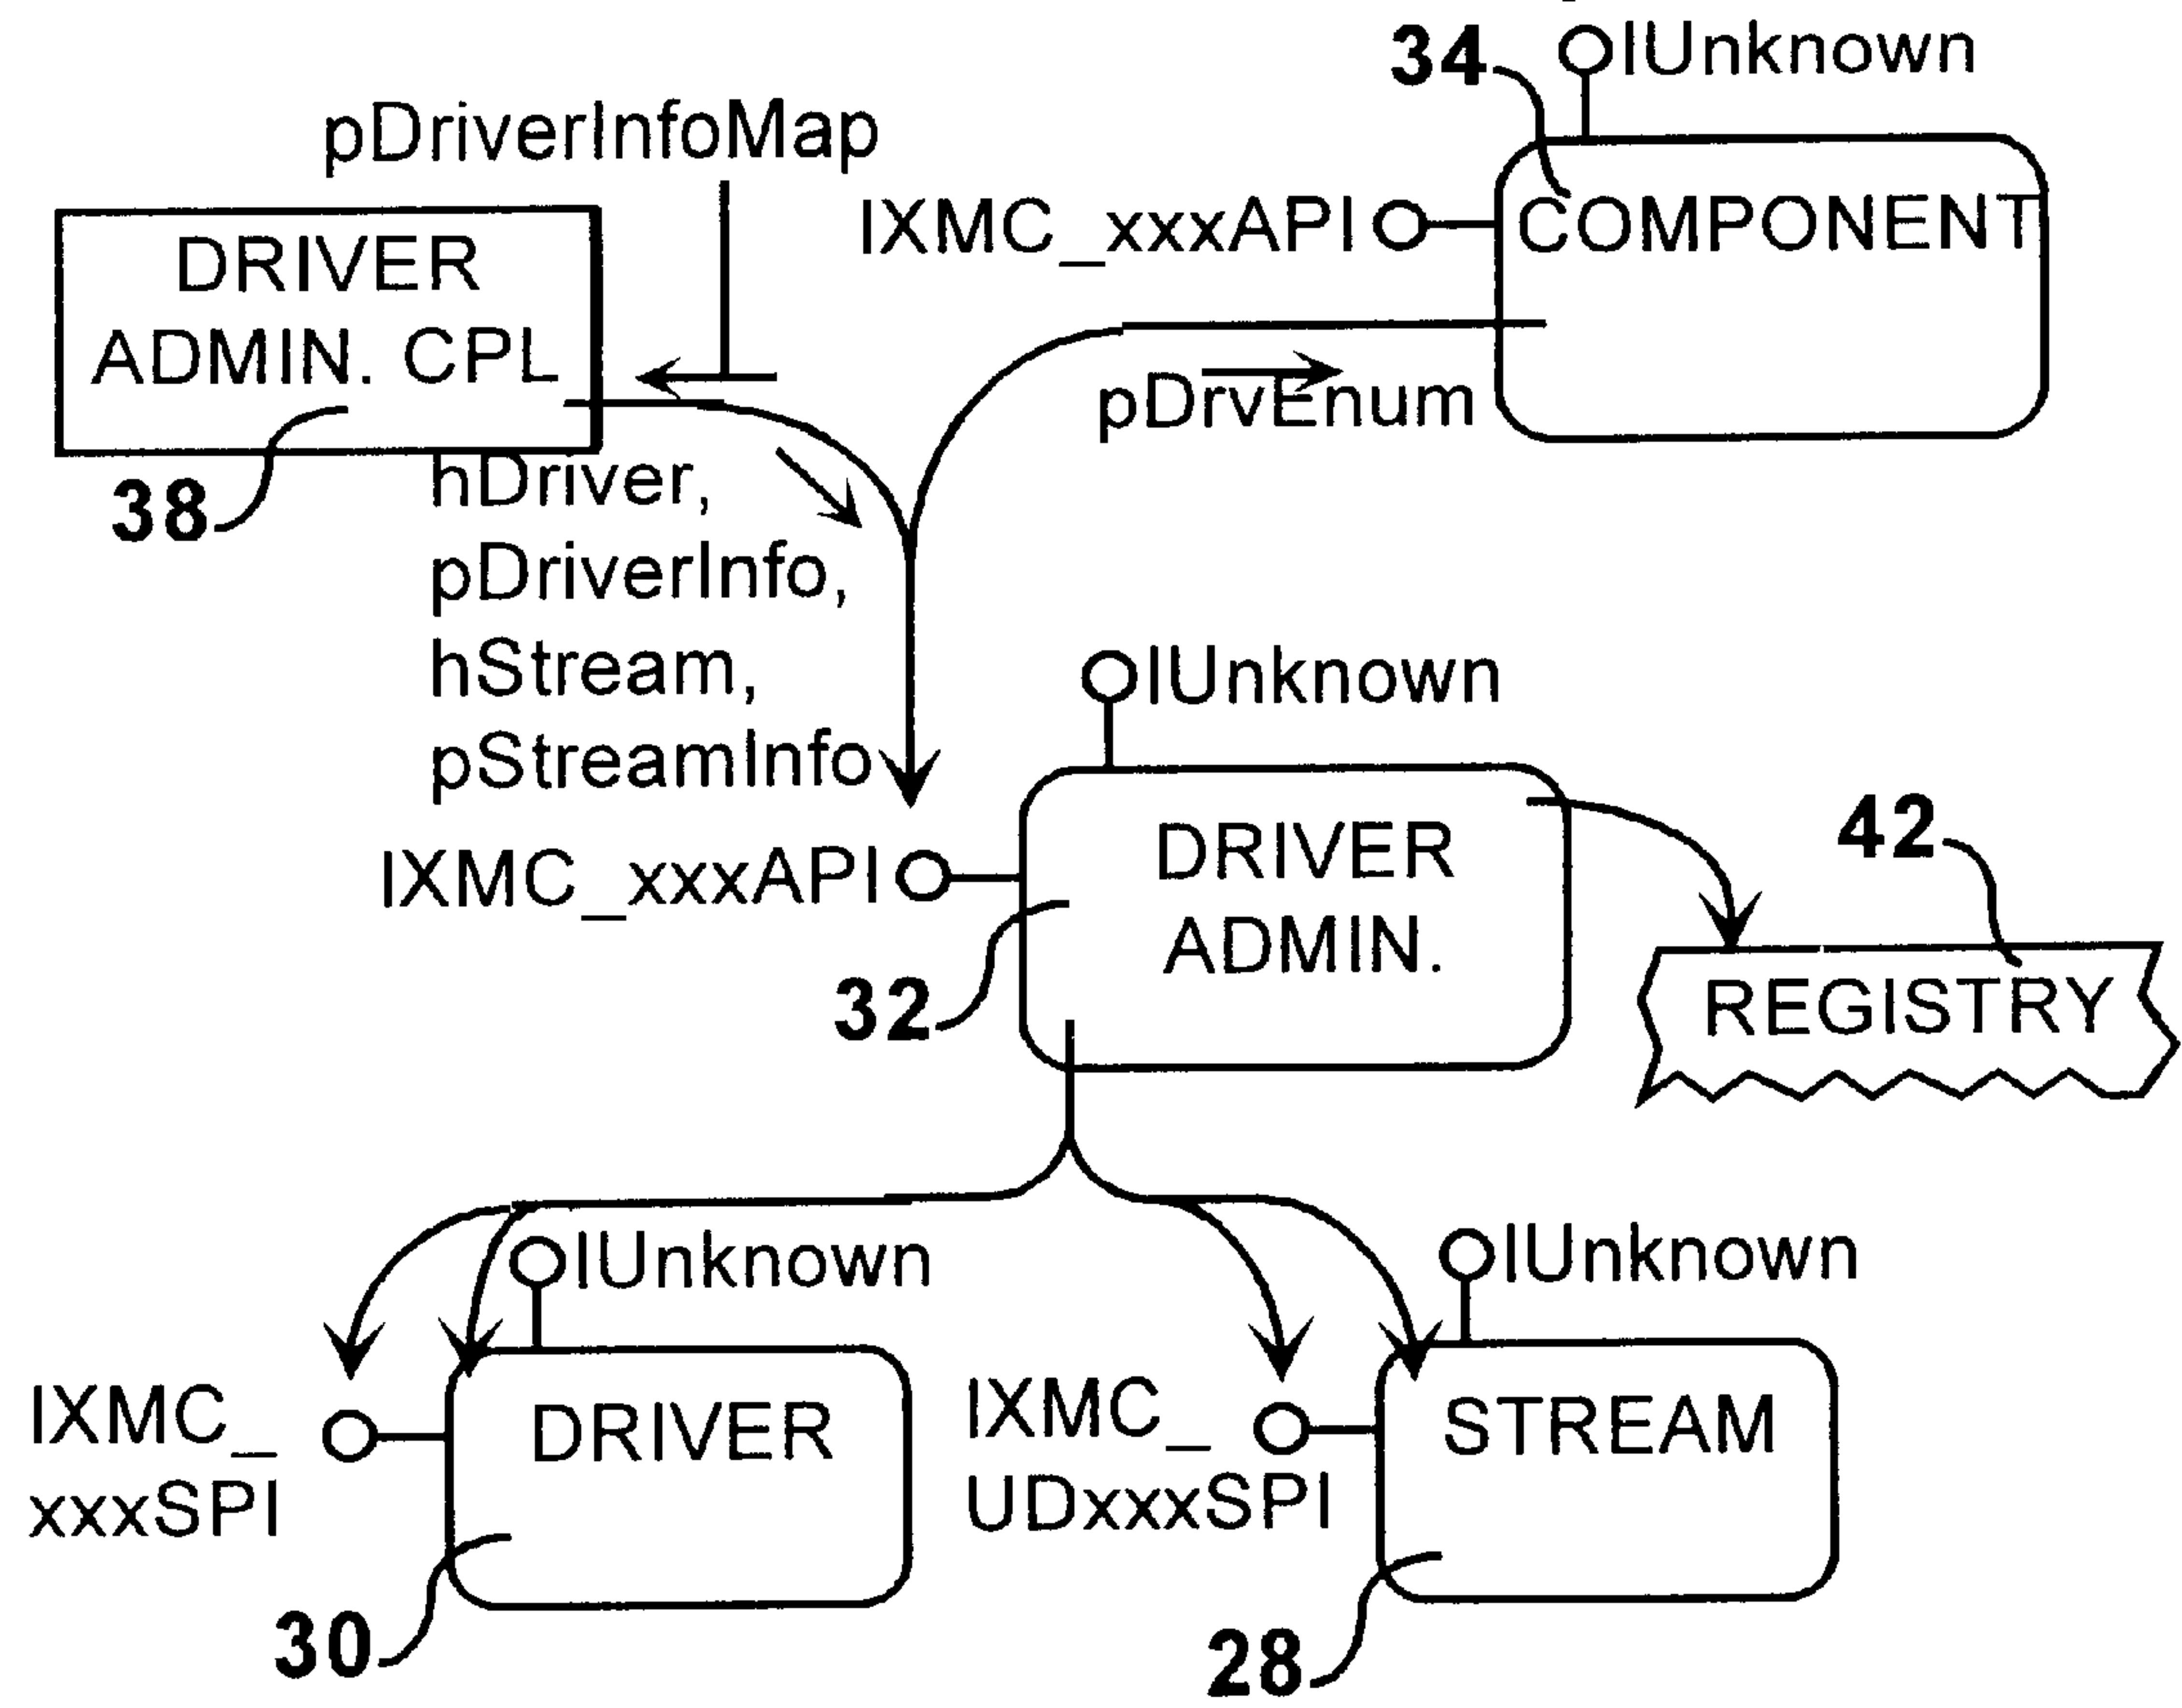 34
IUnknown
pDriverInfoMap
IXMC_xxxAPI
COMPONENT
DRIVER
ADMIN. CPL
pDrvEnum
38
hDriver,
pDriverInfo,
hStream,
pStreamInfo
IUnknown
IXMC_xxxAPI
DRIVER
ADMIN.
42
32
REGISTRY
IUnknown
IUnknown
IXMC_
xxxSPI
DRIVER
IXMC_
UDxxxSPI
STREAM
30
28